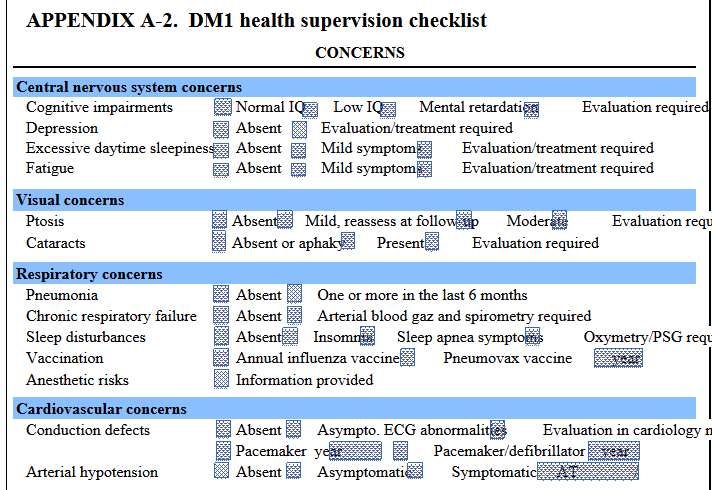 APPENDIX A-2. DM1 health supervision checklist
CONCERNS
Central nervous system concerns
Cognitive impairments Normal IQ Low IQ Mental retardation Evaluation required
Depression Absent Evaluation/treatment required
Excessive daytime sleepiness Absent Mild symptoms Evaluation/treatment required
Fatigue Absent Mild symptoms Evaluation/treatment required
Visual concerns
Ptosis Absent Mild, reassess at follow up Moderate Evaluation requ
Cataracts Absent or aphaky Present Evaluation required
Respiratory concerns
Pneumonia Absent One or more in the last 6 months
Chronic respiratory failure Absent Arterial blood gaz and spirometry required
Sleep disturbances Absent Insomnia Sleep apnea symptoms Oxymetry/PSG requ
Vaccination Annual influenza vaccine Pneumovax vaccine year
Anesthetic risks Information provided
Cardiovascular concerns
Conduction defects Absent Asympto. ECG abnormalities Evaluation in cardiology n
Pacemaker year Pacemaker/defibrillator year
Arterial hypotension Absent Asymptomatic Symptomatic AT